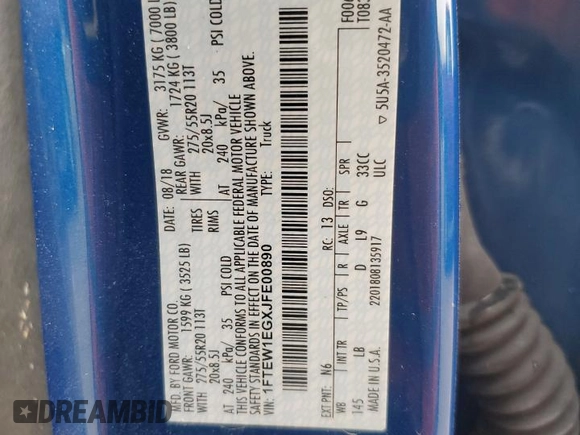 MFD. BY FORD MOTOR CO.
DATE: 08/18 GVWR: 3175 KG ( 7000 L
FRONT GAWR: 1599 KG ( 3525 LB)
REAR GAWR: 1724 KG ( 3800 LB)
WITH 275/55R20 113T TIRES WITH 275/55R20 113T
20x8.5J RIMS 20x8.5J
AT 240 kPa/ 35 PSI COLD AT 240 kPa/ 35 PSI COLD
THIS VEHICLE CONFORMS TO ALL APPLICABLE FEDERAL MOTOR VEHICLE
SAFETY STANDARDS IN EFFECT ON THE DATE OF MANUFACTURE SHOWN ABOVE.
VIN: 1FTEW1EGXJFE00890 TYPE: Truck
EXT PNT: N6 RC: 13 DSO:
WB INT TR TP/PS R AXLE TR SPR
145 LB D L9 G 33CC
MADE IN U.S.A. 2201808135917 ULC
▽ 5U5A-3520472-AA
DREAMBID